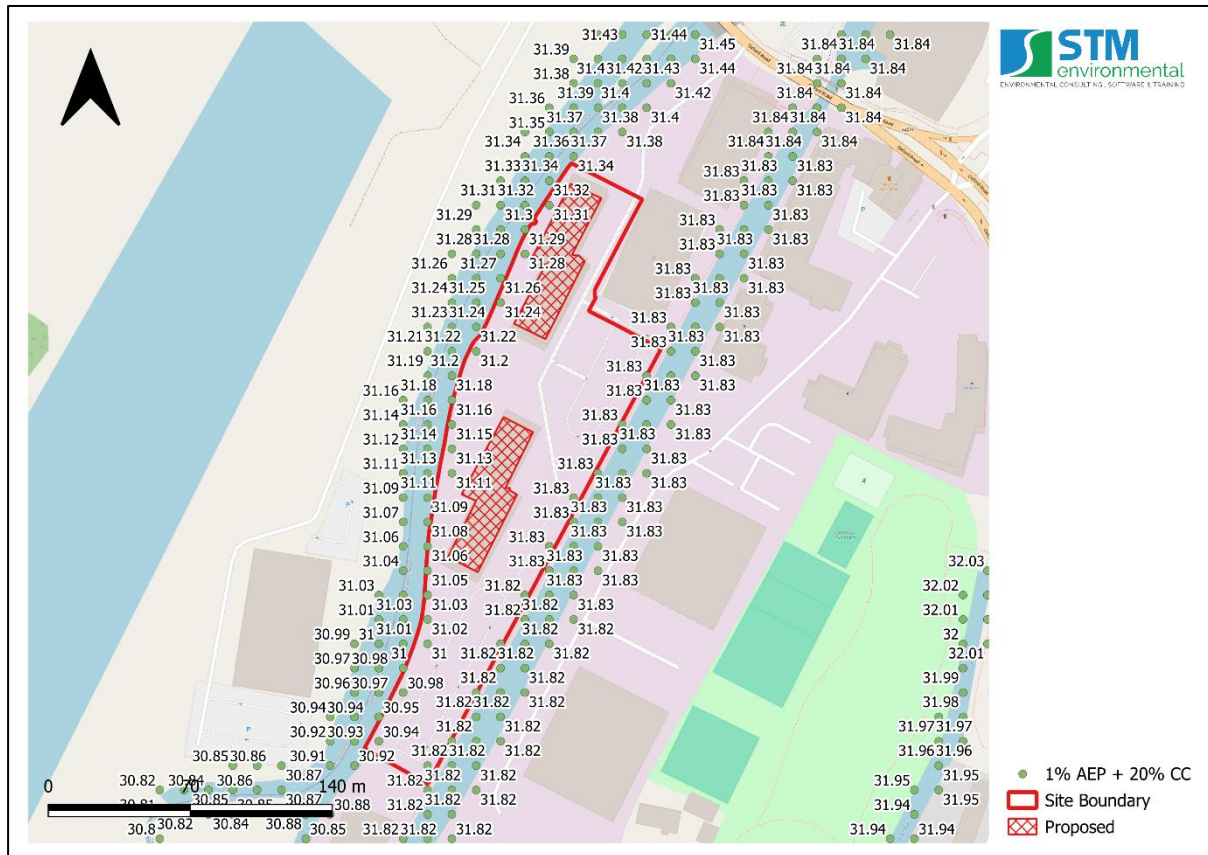 31.43 31.44
31.39 31.45 Oxford Road 31.84 31.84 31.84
31.43 31.42 31.43 31.44 31.84 31.84 31.84
31.38
31.39 31.4 31.42 31.84 31.84
31.36
31.37 31.38 31.4 31.84 31.84 Oxford Road
31.35
31.34 31.36 31.37 31.38 31.84 31.84 31.84
31.33 31.34 31.34 31.83 31.83 31.83
31.31 31.32 31.32 31.83 31.83 31.83
31.29 31.3 31.31 31.83 31.83 31.83
31.28 31.28 31.29 31.83 31.83 31.83
31.26 31.27 31.28 31.83 31.83
31.24 31.25 31.26 31.83 31.83 31.83
31.23 31.24 31.24 31.83 31.83
31.21 31.22 31.22 31.83 31.83 31.83
31.19 31.2 31.2 31.83 31.83
31.16 31.18 31.18 31.83 31.83 31.83
31.14 31.16 31.16 31.83
31.12 31.14 31.15 31.83 31.83 31.83
31.11 31.13 31.13 31.83 31.83
31.09 31.11 31.11 31.83 31.83 31.83
31.07 31.09 31.83 31.83 31.83
31.06 31.08 31.83 31.83 31.83
31.04 31.06 31.83 31.83 31.83
31.03 31.05 31.82 31.83 31.83 32.03
32.02
31.01 31.03 31.03 31.82 31.82 31.83 32.01
30.99 31 31.01 31.02 31.82 31.82 32
30.97 30.98 31 31 31.82 31.82 31.82 32.01
30.96 30.97 30.98 31.82 31.82 31.99
30.94 30.94 30.95 31.82 31.82 31.82 31.98
30.92 30.93 30.94 31.82 31.82 31.97 31.97
30.85 30.86 30.91 30.92 31.82 31.82 31.82 31.96 31.96
30.82 30.84 30.86 30.87 31.82 31.82 31.82 31.95 31.95
0 70 140 m
30.81 30.85 30.85 30.87 30.88 31.82 31.82 31.94 31.95
30.8 30.82 30.84 30.88 30.85 31.82 31.82 31.82 31.94 31.94
STM
environmental
ENVIRONMENTAL CONSULTING, SOFTWARE & TRAINING
1% AEP + 20% CC
Site Boundary
Proposed